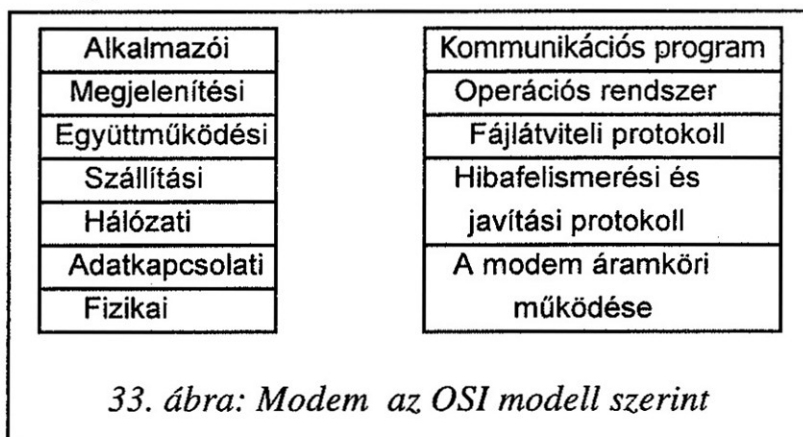 Alkalmazói
Megjelenítési
Együttműködési
Szállítási
Hálózati
Adatkapcsolati
Fizikai
Kommunikációs program
Operációs rendszer
Fájlátviteli protokoll
Hibafelismerési és
javítási protokoll
A modem áramköri
működése
33. ábra: Modem az OSI modell szerint